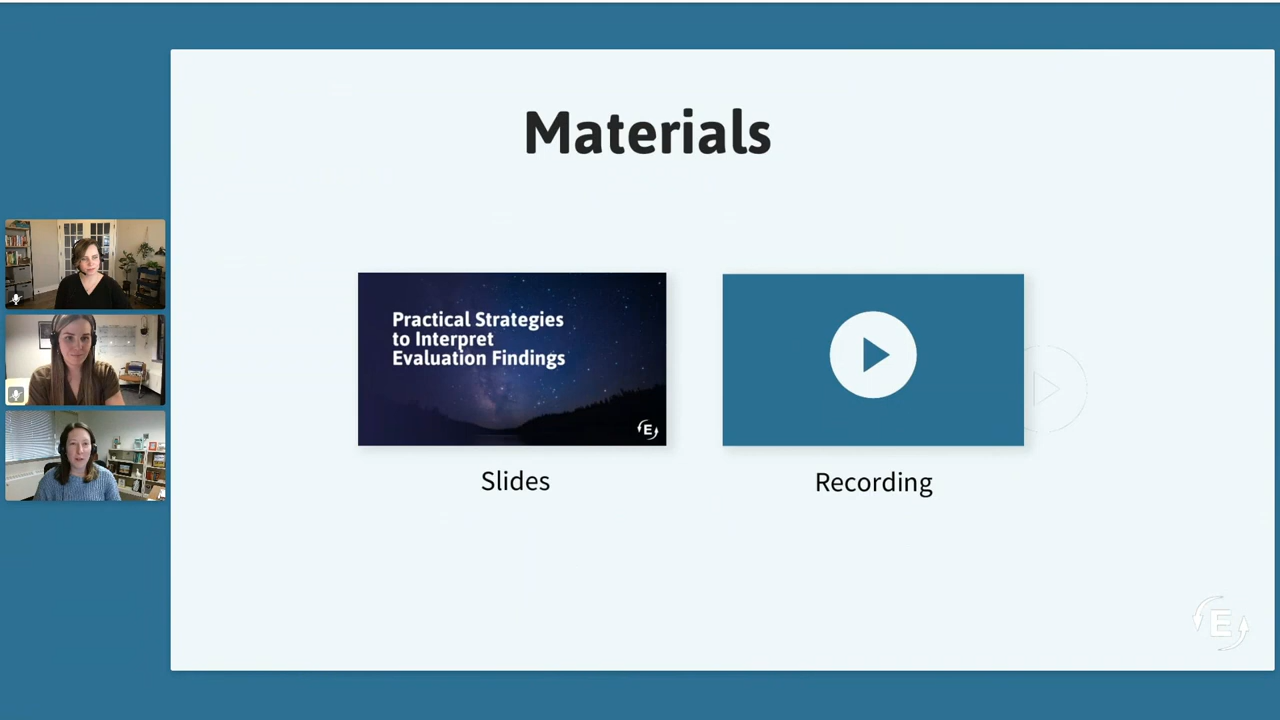 Materials
Practical Strategies
to Interpret
Evaluation Findings
E
Slides
Recording
E